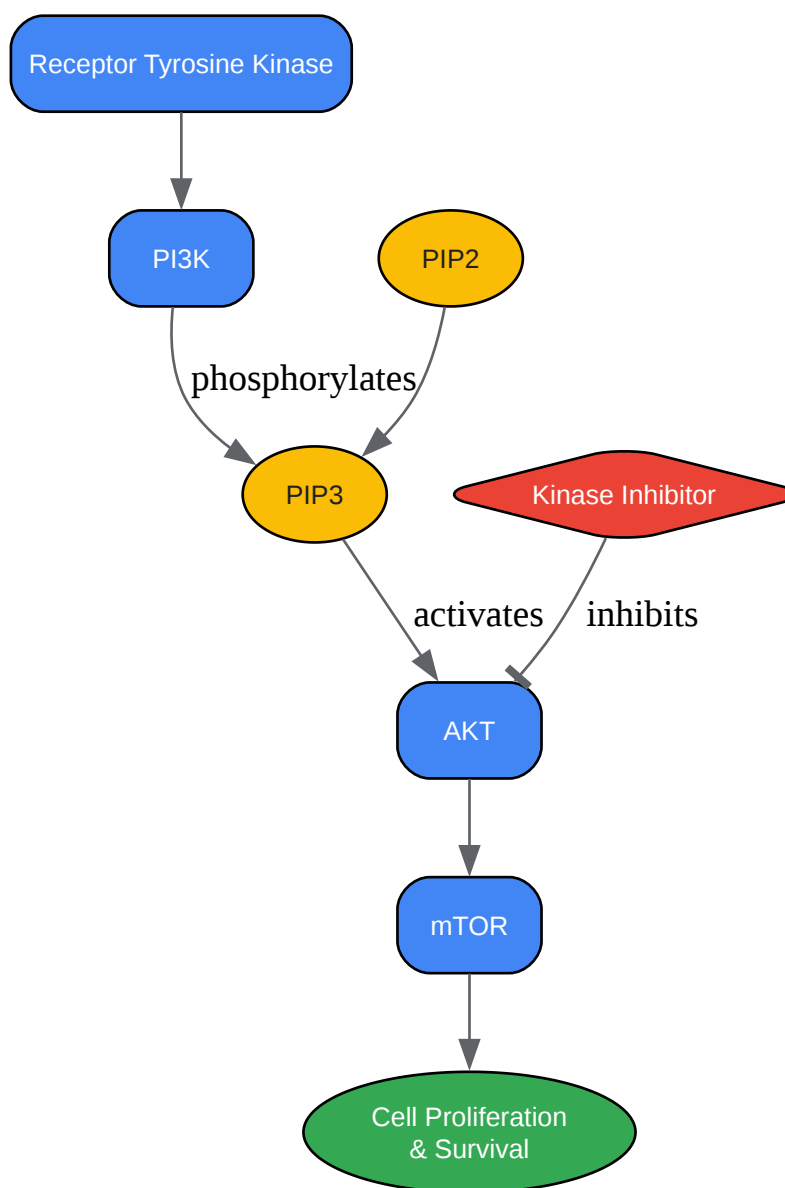 Receptor Tyrosine Kinase
PI3K
PIP2
phosphorylates
PIP3
Kinase Inhibitor
activates
inhibits
AKT
mTOR
Cell Proliferation
& Survival